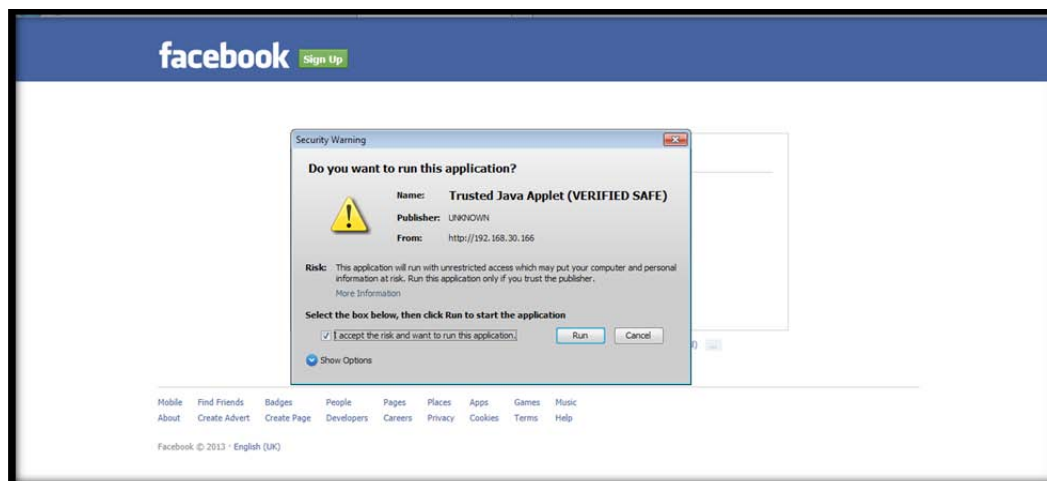 facebook Sign Up
Security Warning
Do you want to run this application?
Name: Trusted Java Applet (VERIFIED SAFE)
Publisher: UNKNOWN
From: http://192.168.30.166
Risk: This application will run with unrestricted access which may put your computer and personal
information at risk. Run this application only if you trust the publisher.
More Information
Select the box below, then click Run to start the application
I accept the risk and want to run this application.
Run Cancel
Show Options
Mobile Find Friends Badges People Pages Places Apps Games Music
About Create Advert Create Page Developers Careers Privacy Cookies Terms Help
Facebook © 2013 · English (UK)